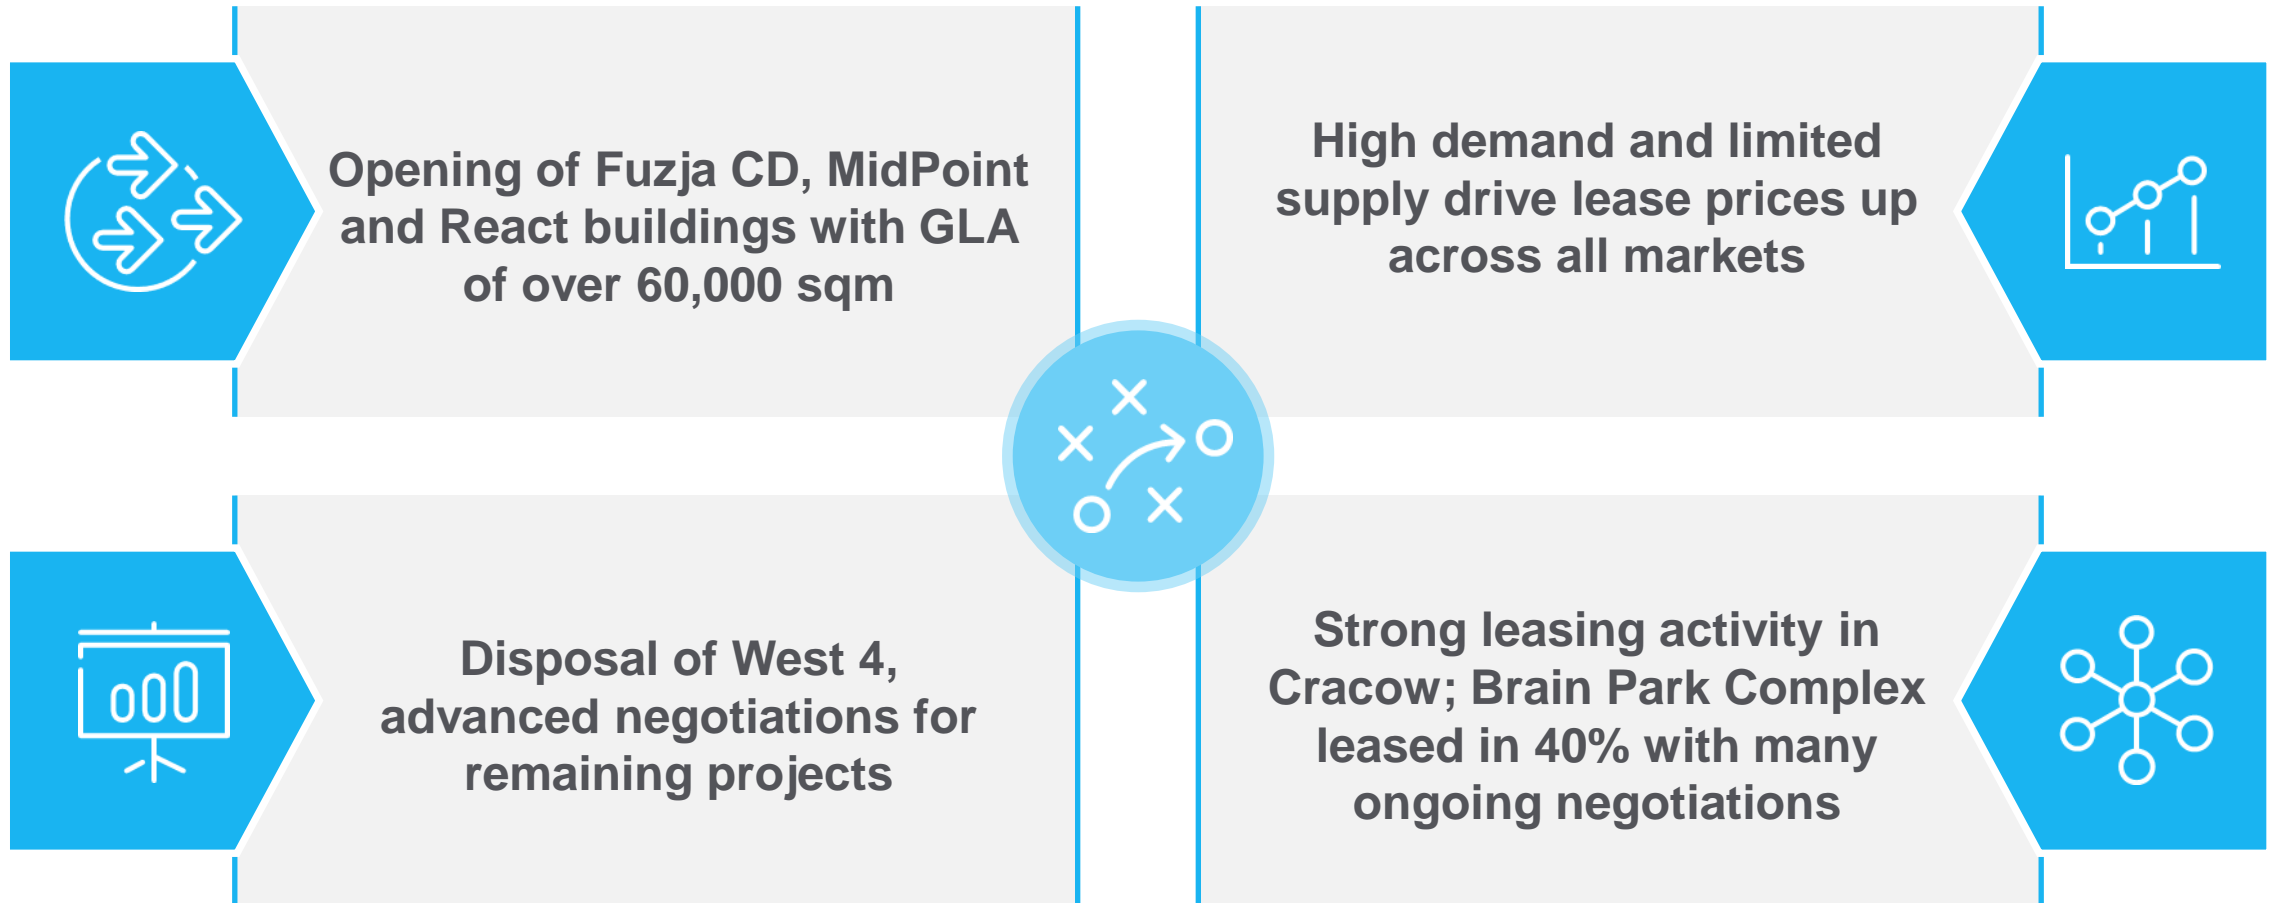 Opening of Fuzja CD, MidPoint
and React buildings with GLA
of over 60,000 sqm
High demand and limited
supply drive lease prices up
across all markets
Disposal of West 4,
advanced negotiations for
remaining projects
Strong leasing activity in
Cracow; Brain Park Complex
leased in 40% with many
ongoing negotiations